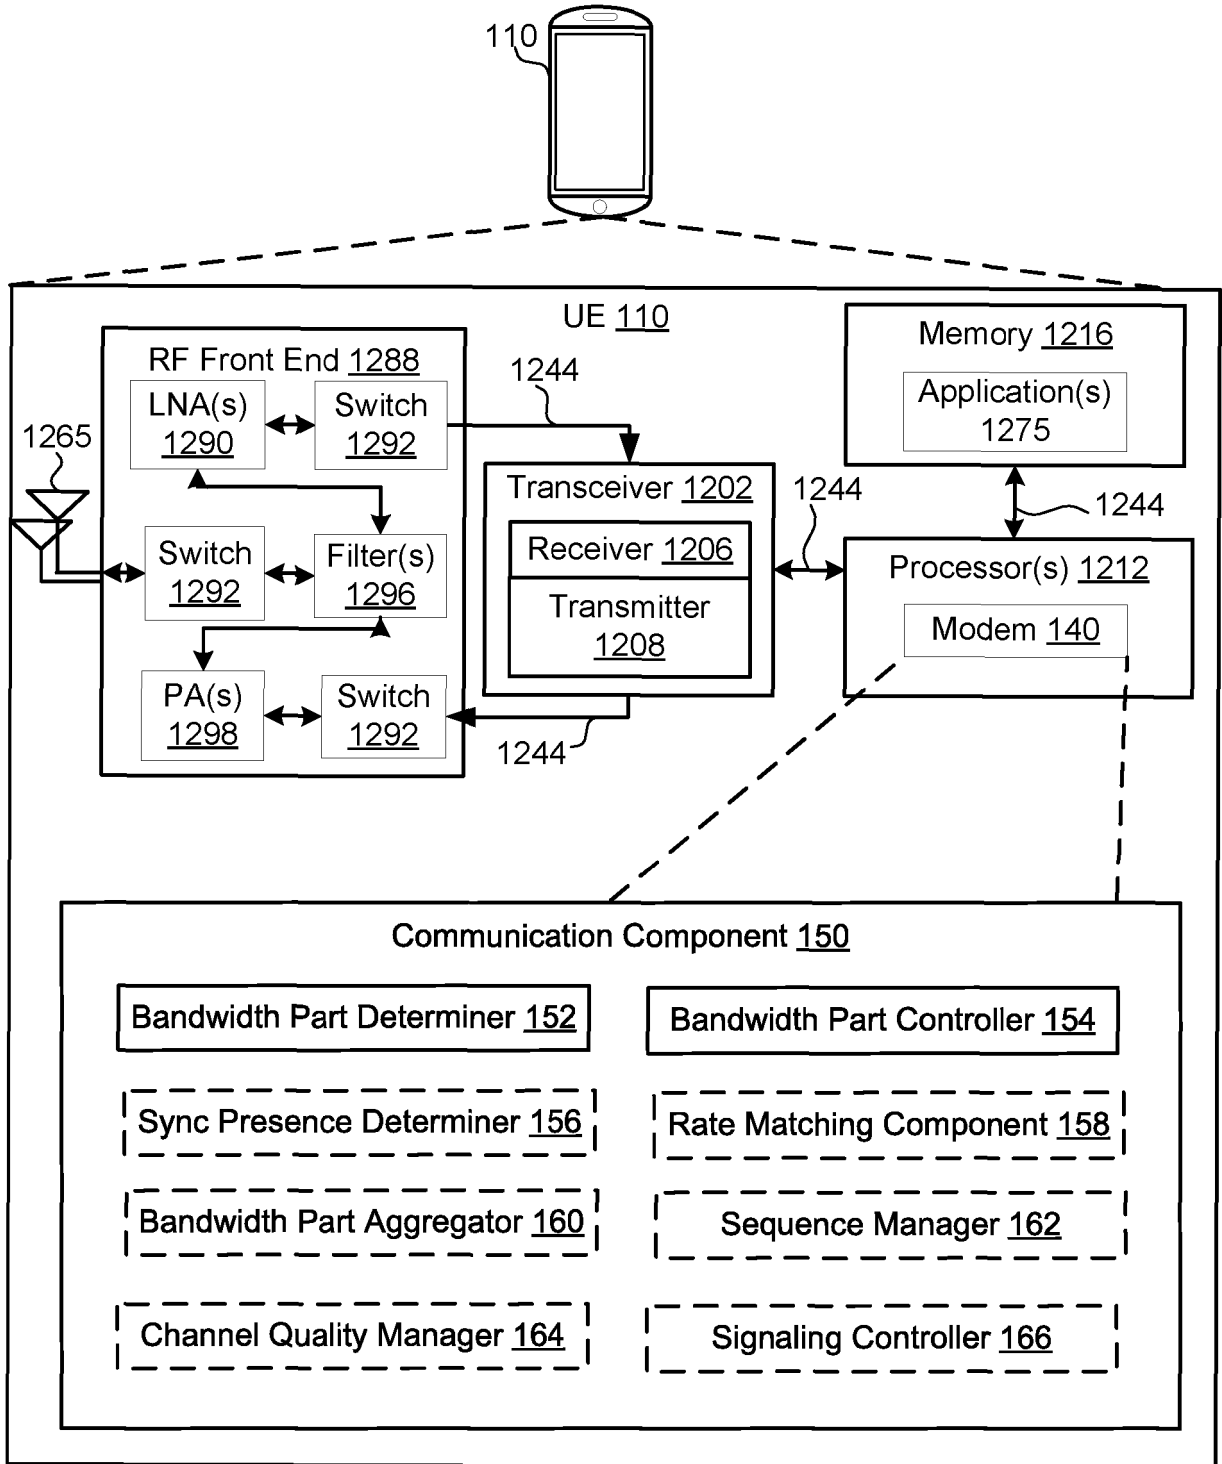 110
UE 110
RF Front End 1288
LNA(s)
1290
Switch
1292
1244
Memory 1216
Application(s)
1275
1265
Transceiver 1202
Receiver 1206
Transmitter
1208
1244
1244
Switch
1292
Filter(s)
1296
Processor(s) 1212
Modem 140
PA(s)
1298
Switch
1292
1244
Communication Component 150
Bandwidth Part Determiner 152
Bandwidth Part Controller 154
Sync Presence Determiner 156
Rate Matching Component 158
Bandwidth Part Aggregator 160
Sequence Manager 162
Channel Quality Manager 164
Signaling Controller 166